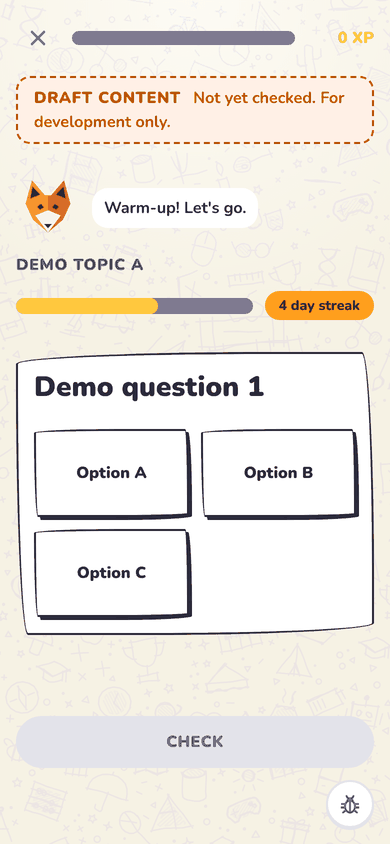 0 XP
DRAFT CONTENT Not yet checked. For
development only.
Warm-up! Let's go.
DEMO TOPIC A
4 day streak
Demo question 1
Option A
Option B
Option C
CHECK